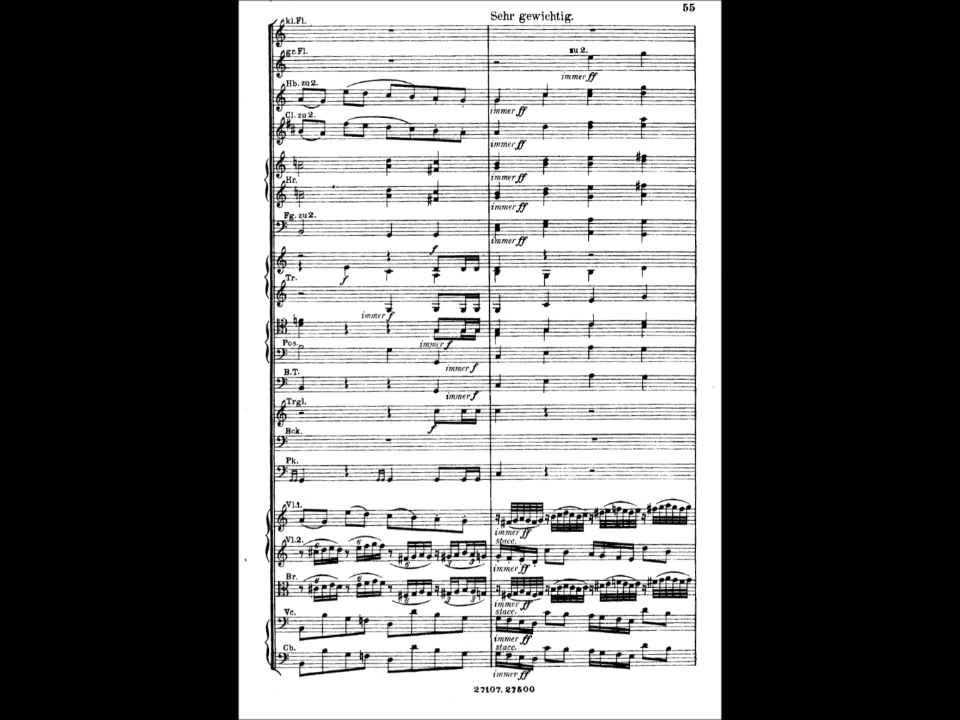 55
Sehr gewichtig.
kl.Fl.
gr.Fl.
zu 2.
immer ff
Hb. zu 2.
immer ff
Cl. zu 2.
immer ff
Hr.
immer ff
immer ff
Fg. zu 2.
immer ff
f
Tr.
f
immer f
Pos.
immer f
immer f
B.T.
immer f
Trgl.
f
Bck.
Pk.
Vl.1.
immer ff
stacc.
Vl.2.
immer ff
Br.
immer ff
stacc.
Vc.
immer ff
stacc.
Cb.
immer ff
27107. 27500